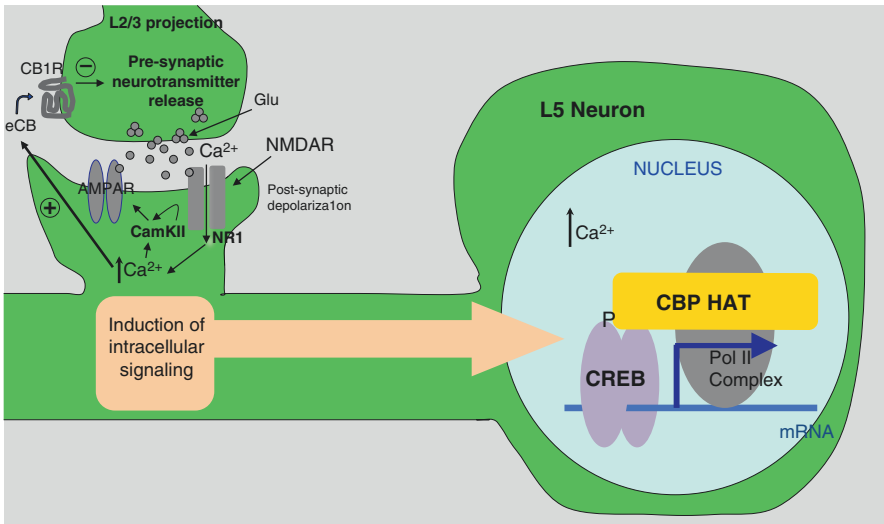 L2/3 projection
CB1R
−
Pre-synaptic
neurotransmitter
release
eCB
Glu
Ca2+
NMDAR
AMPAR
Post-synaptic
depolariza1on
+
CamKII
NR1
Ca2+
Induction of
intracellular
signaling
L5 Neuron
NUCLEUS
Ca2+
CBP HAT
P
CREB
Pol II
Complex
mRNA